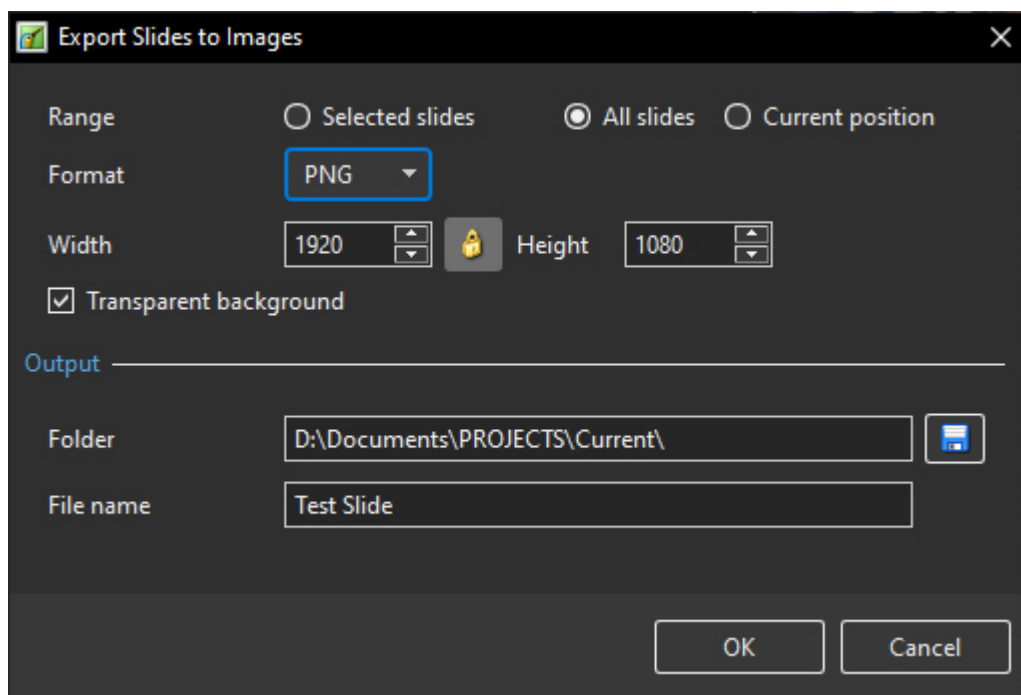 Export Slides to Images
Range Selected slides All slides Current position
Format PNG
Width 1920 Height 1080
Transparent background
Output
Folder D:\Documents\PROJECTS\Current\
File name Test Slide
OK Cancel